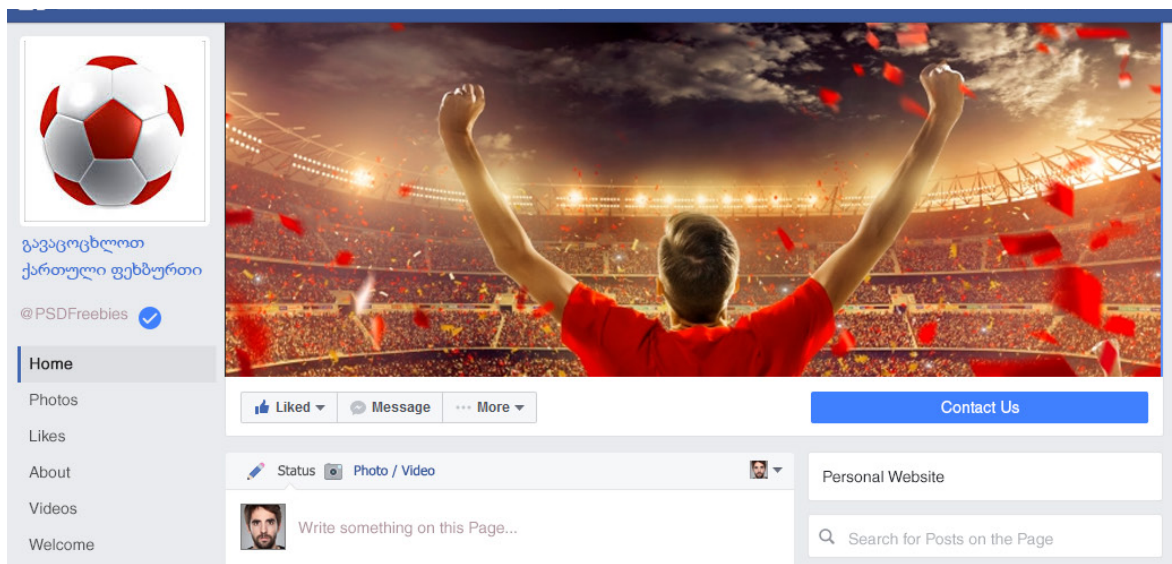 გავაცოცხლოთ
ქართული ფეხბურთი
@PSDFreebies
Home
Photos
Likes
About
Videos
Welcome
Liked
Message
More
Contact Us
Status
Photo / Video
Write something on this Page...
Personal Website
Search for Posts on the Page